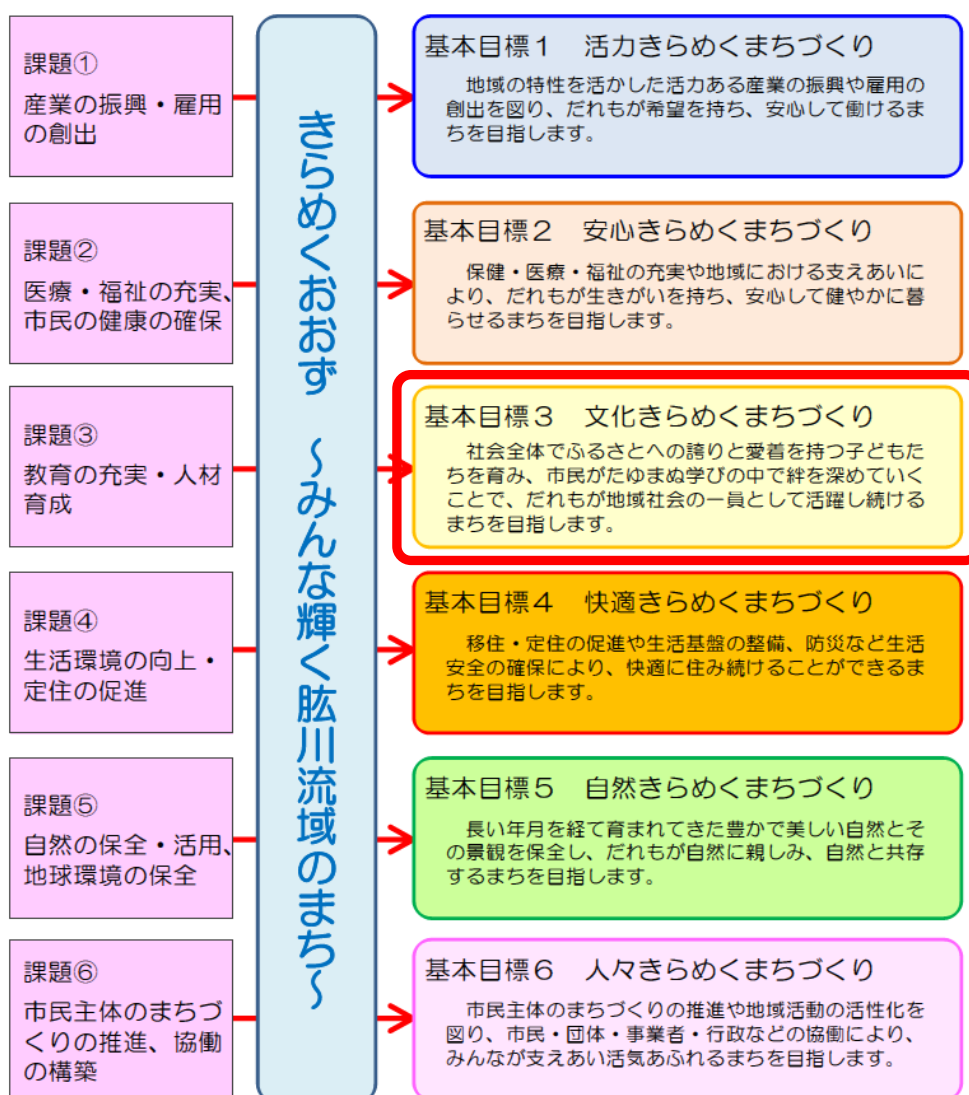 課題①
産業の振興・雇用
の創出
課題②
医療・福祉の充実、
市民の健康の確保
課題③
教育の充実・人材
育成
課題④
生活環境の向上・
定住の促進
課題⑤
自然の保全・活用、
地球環境の保全
課題⑥
市民主体のまちづ
くりの推進、協働
の構築
きらめくおおず ～みんな輝く肱川流域のまち～
基本目標１ 活力きらめくまちづくり
地域の特性を活かした活力ある産業の振興や雇用の
創出を図り、だれもが希望を持ち、安心して働けるま
ちを目指します。
基本目標２ 安心きらめくまちづくり
保健・医療・福祉の充実や地域における支えあいに
より、だれもが生きがいを持ち、安心して健やかに暮
らせるまちを目指します。
基本目標３ 文化きらめくまちづくり
社会全体でふるさとへの誇りと愛着を持つ子どもた
ちを育み、市民がたゆまぬ学びの中で絆を深めていく
ことで、だれもが地域社会の一員として活躍し続ける
まちを目指します。
基本目標４ 快適きらめくまちづくり
移住・定住の促進や生活基盤の整備、防災など生活
安全の確保により、快適に住み続けることができるま
ちを目指します。
基本目標５ 自然きらめくまちづくり
長い年月を経て育まれてきた豊かで美しい自然とそ
の景観を保全し、だれもが自然に親しみ、自然と共存
するまちを目指します。
基本目標６ 人々きらめくまちづくり
市民主体のまちづくりの推進や地域活動の活性化を
図り、市民・団体・事業者・行政などの協働により、
みんなが支えあい活気あふれるまちを目指します。